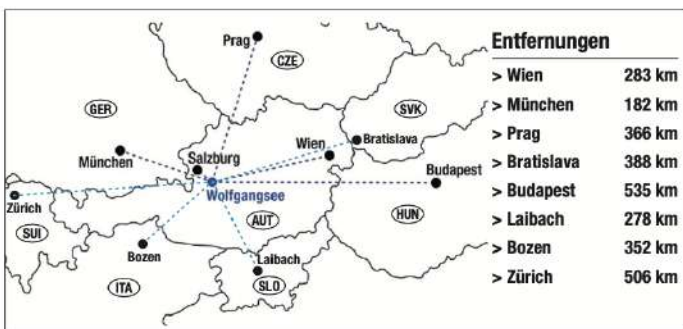 Prag
CZE
GER
SVK
München
Salzburg
Wien
Bratislava
Wolfgangsee
Budapest
Zürich
SUI
AUT
HUN
Bozen
Laibach
ITA
SLO
Entfernungen
> Wien 283 km
> München 182 km
> Prag 366 km
> Bratislava 388 km
> Budapest 535 km
> Laibach 278 km
> Bozen 352 km
> Zürich 506 km